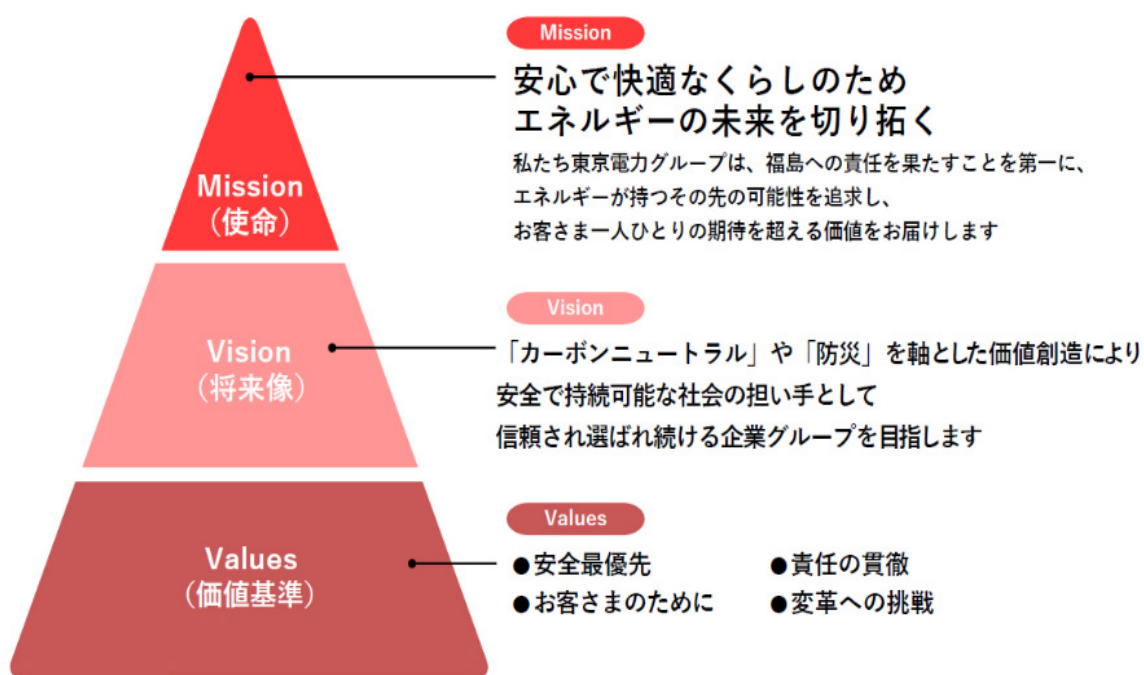 Mission
安心で快適なくらしのため
エネルギーの未来を切り拓く
私たち東京電力グループは、福島への責任を果たすことを第一に、
エネルギーが持つその先の可能性を追求し、
お客さま一人ひとりの期待を超える価値をお届けします
Mission
（使命）
Vision
「カーボンニュートラル」や「防災」を軸とした価値創造により
安全で持続可能な社会の担い手として
信頼され選ばれ続ける企業グループを目指します
Vision
（将来像）
Values
●安全最優先 ●責任の貫徹
●お客さまのために ●変革への挑戦
Values
（価値基準）